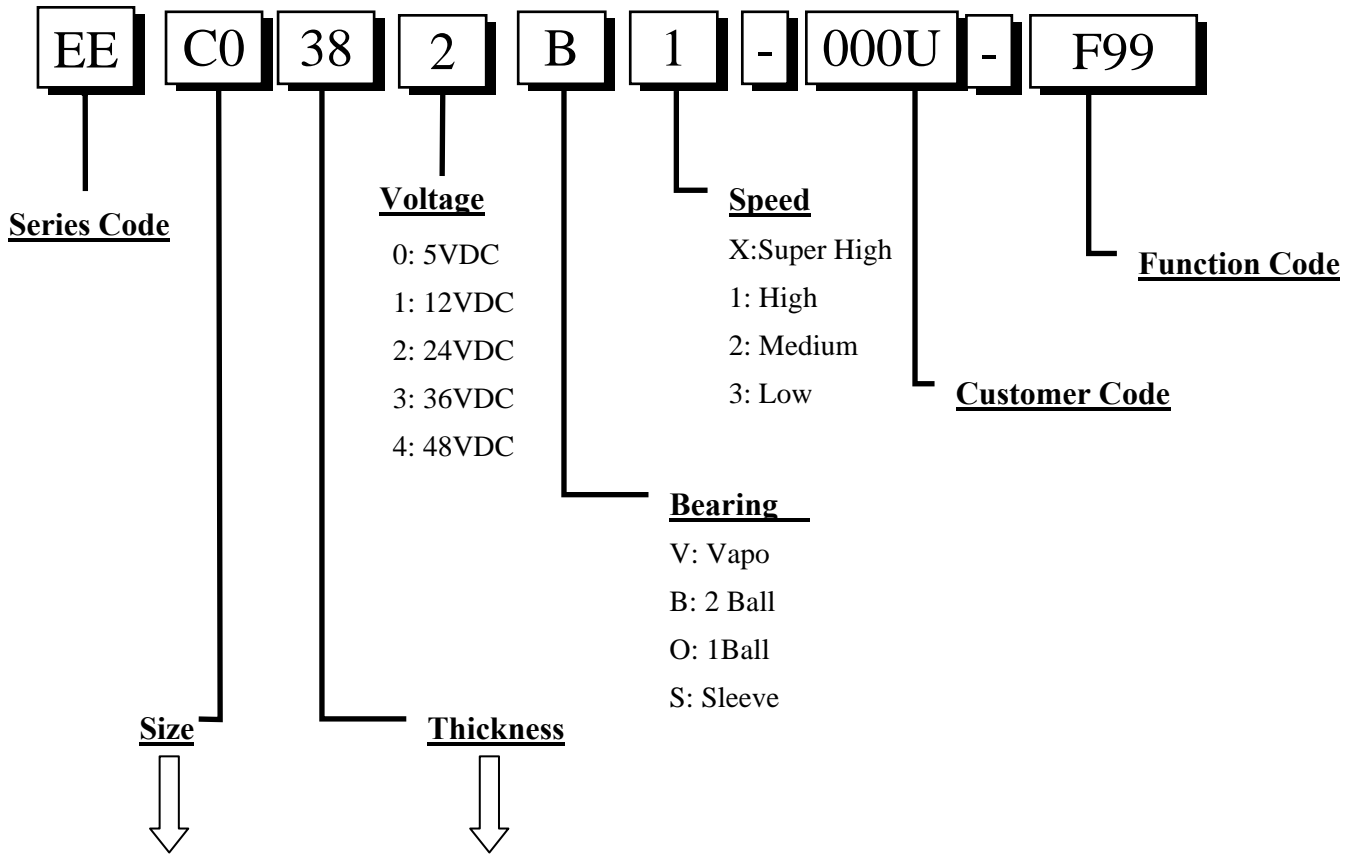 EE C0 38 2 B 1 - 000U - F99
Series Code
Voltage
0: 5VDC
1: 12VDC
2: 24VDC
3: 36VDC
4: 48VDC
Speed
X:Super High
1: High
2: Medium
3: Low
Function Code
Customer Code
Bearing
V: Vapo
B: 2 Ball
O: 1Ball
S: Sleeve
Size
Thickness